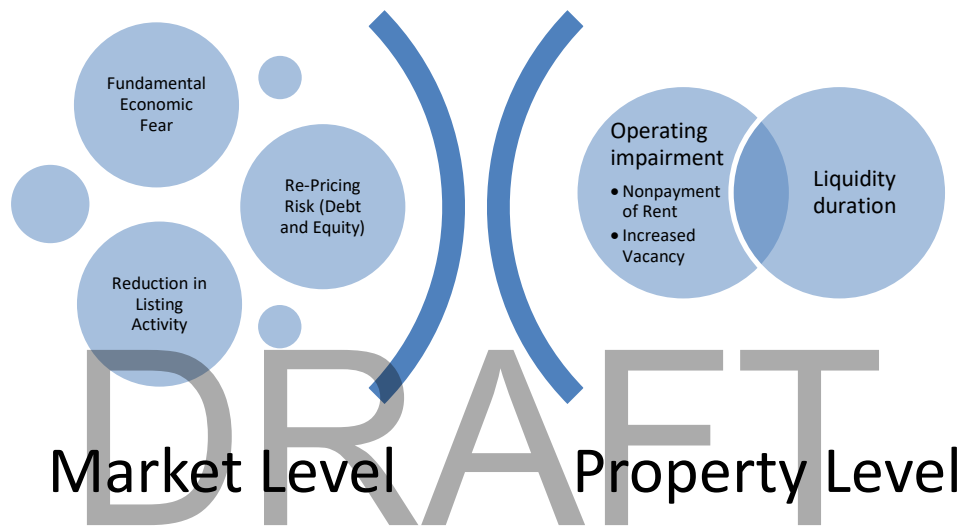 Fundamental
Economic
Fear
Re-Pricing
Risk (Debt
and Equity)
Reduction in
Listing
Activity
Operating
impairment
• Nonpayment
of Rent
• Increased
Vacancy
Liquidity
duration
DRAFT
Market Level
Property Level